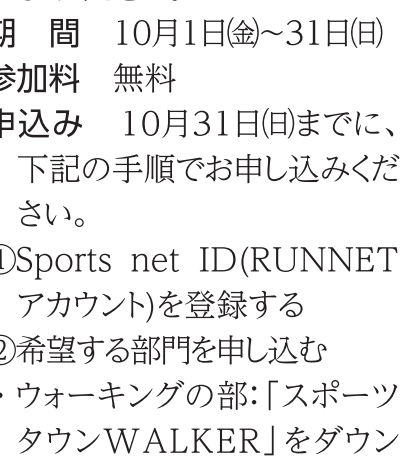 期　間　10月1日㈮～31日㈰
参加料　無料
申込み　10月31日㈰までに、
下記の手順でお申し込みくだ
さい。
①Sports net ID(RUNNET
アカウント)を登録する
②希望する部門を申し込む
・ウォーキングの部：「スポーツ
タウンWALKER」をダウン